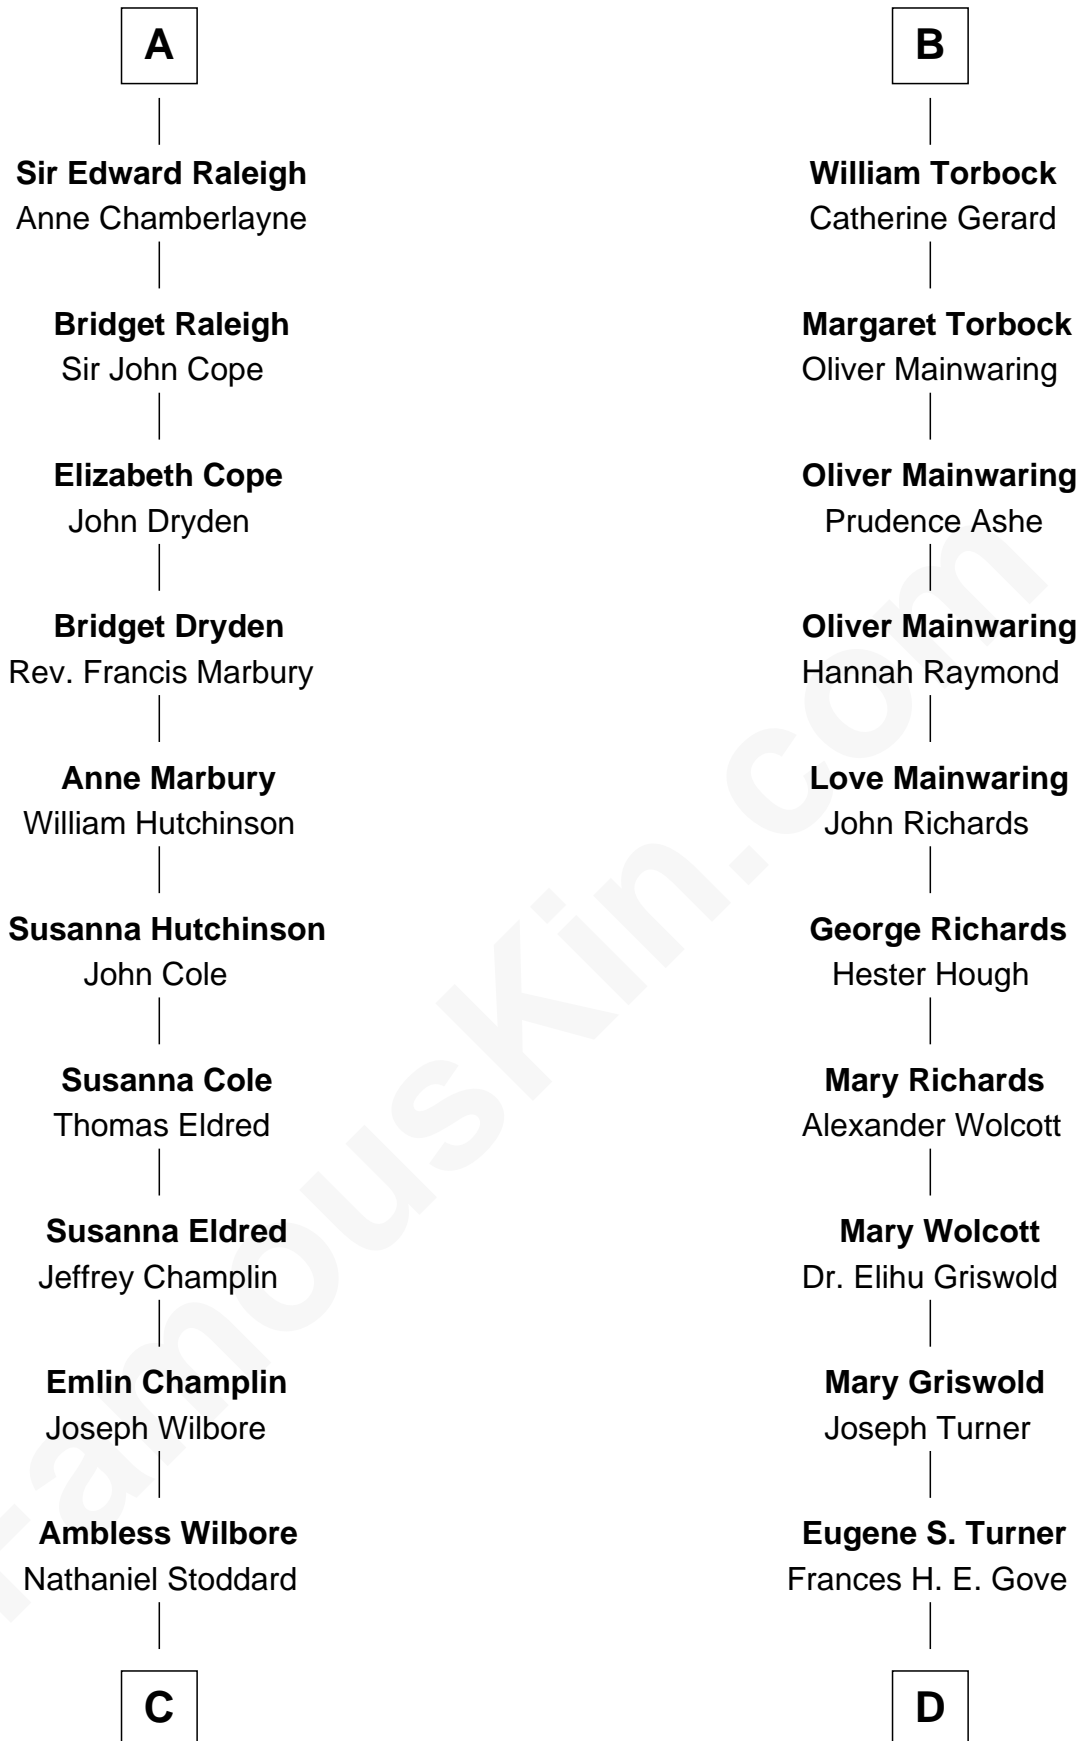 A
Sir Edward Raleigh
Anne Chamberlayne
Bridget Raleigh
Sir John Cope
Elizabeth Cope
John Dryden
Bridget Dryden
Rev. Francis Marbury
Anne Marbury
William Hutchinson
Susanna Hutchinson
John Cole
Susanna Cole
Thomas Eldred
Susanna Eldred
Jeffrey Champlin
Emlin Champlin
Joseph Wilbore
Ambless Wilbore
Nathaniel Stoddard
C
B
William Torbock
Catherine Gerard
Margaret Torbock
Oliver Mainwaring
Oliver Mainwaring
Prudence Ashe
Oliver Mainwaring
Hannah Raymond
Love Mainwaring
John Richards
George Richards
Hester Hough
Mary Richards
Alexander Wolcott
Mary Wolcott
Dr. Elihu Griswold
Mary Griswold
Joseph Turner
Eugene S. Turner
Frances H. E. Gove
D
FamousKin.com